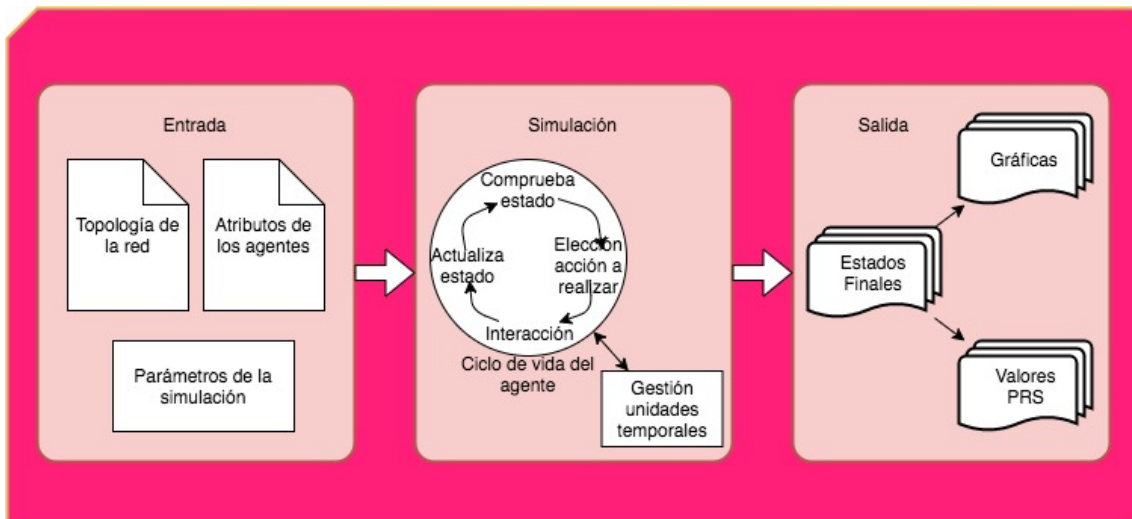 Entrada
Topología de
la red
Atributos de
los agentes
Parámetros de la
simulación
Simulación
Comprueba
estado
Elección
acción a
realizar
Interacción
Actualiza
estado
Ciclo de vida del
agente
Gestión
unidades
temporales
Salida
Estados
Finales
Gráficas
Valores
PRS